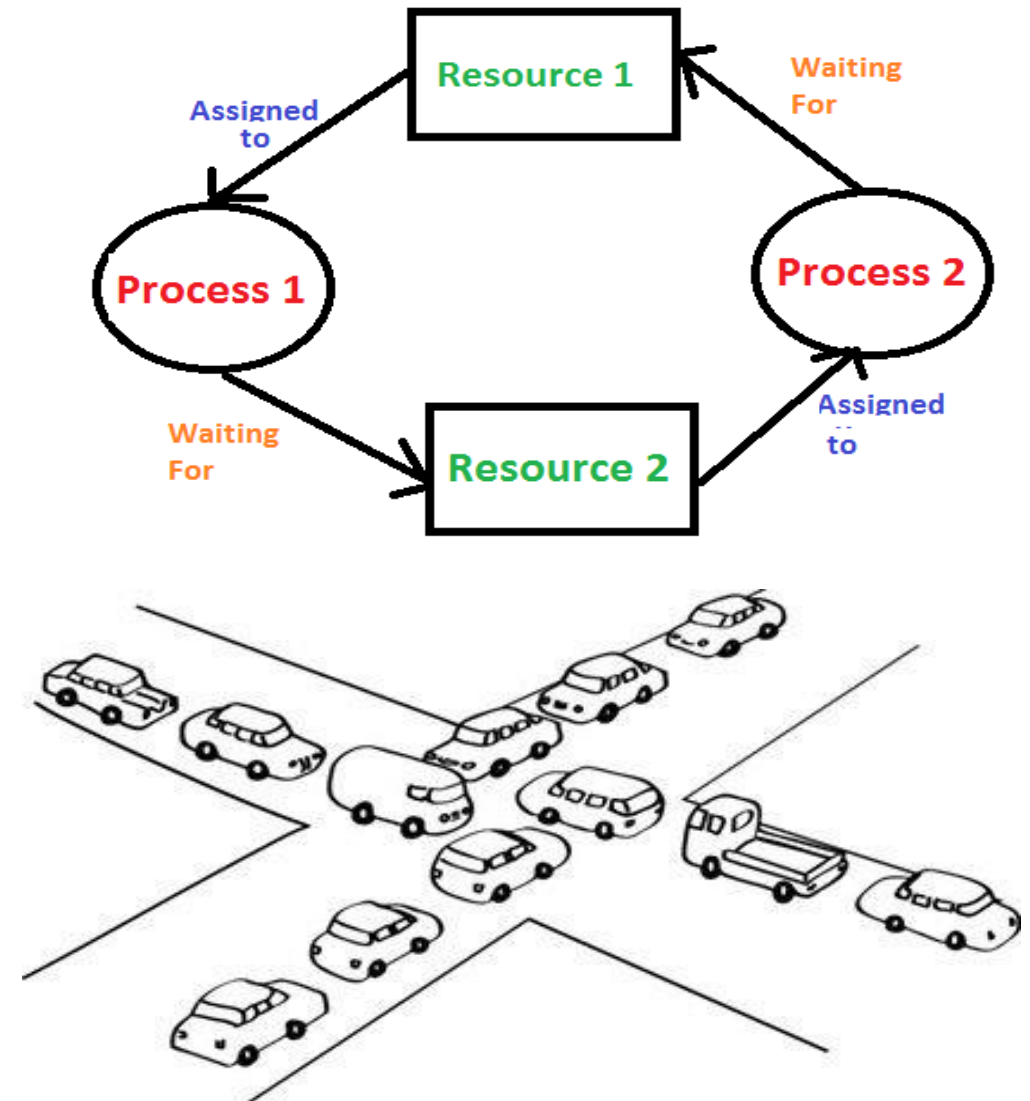 Resource 1
Waiting
For
Assigned
to
Process 1
Process 2
Assigned
to
Waiting
For
Resource 2